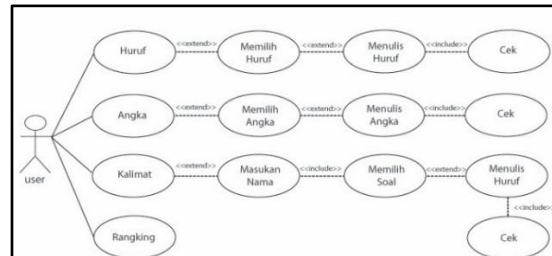 Huruf <<extend>> Memilih Huruf <<extend>> Menulis Huruf <<include>> Cek
Angka <<extend>> Memilih Angka <<extend>> Menulis Angka <<include>> Cek
user
Kalimat <<extend>> Masukan Nama <<include>> Memilih Soal <<extend>> Menulis Huruf
<<include>>
Rangking Cek